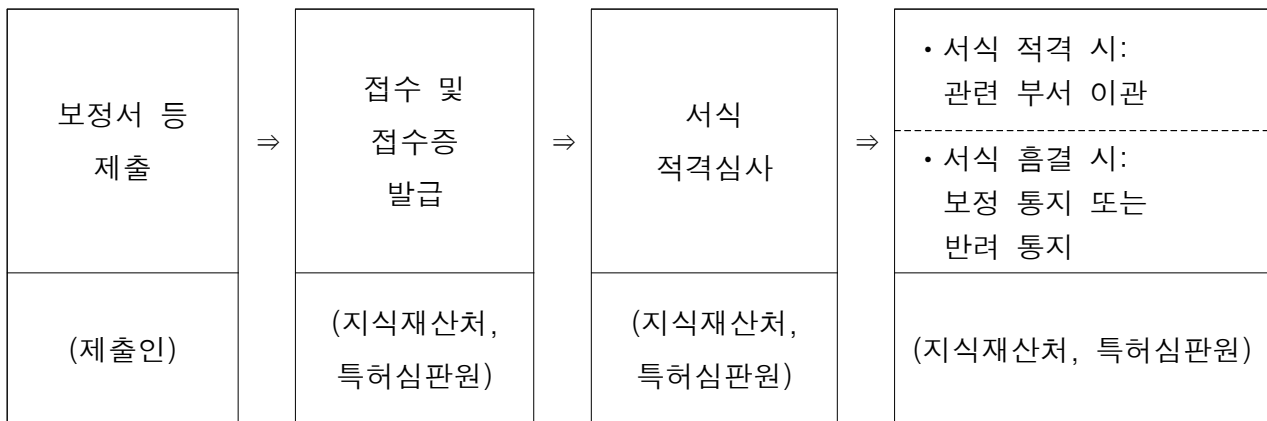 보정서 등
제출
(제출인)
⇒
접수 및
접수증
발급
(지식재산처,
특허심판원)
⇒
서식
적격심사
(지식재산처,
특허심판원)
⇒
• 서식 적격 시:
관련 부서 이관
• 서식 흠결 시:
보정 통지 또는
반려 통지
(지식재산처, 특허심판원)